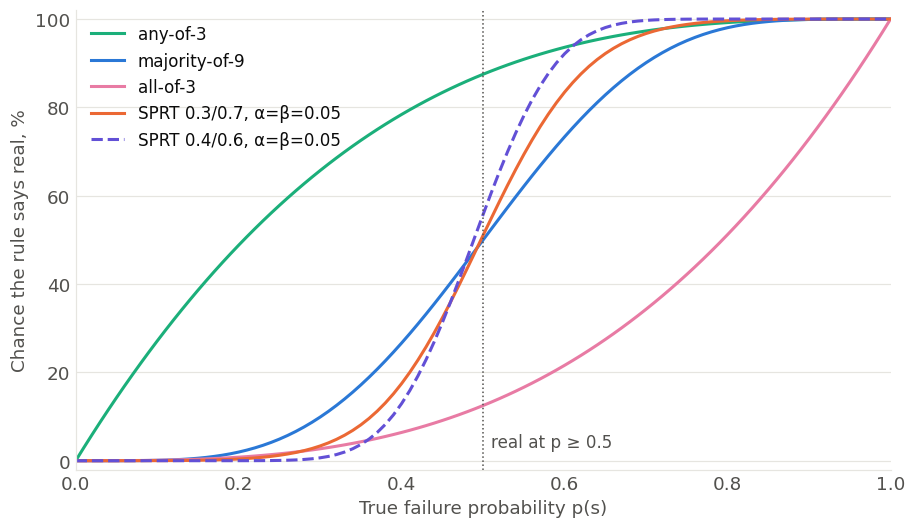 any-of-3
majority-of-9
all-of-3
SPRT 0.3/0.7, α=β=0.05
SPRT 0.4/0.6, α=β=0.05
100
80
60
40
20
0
Chance the rule says real, %
real at p ≥ 0.5
0.0 0.2 0.4 0.6 0.8 1.0
True failure probability p(s)